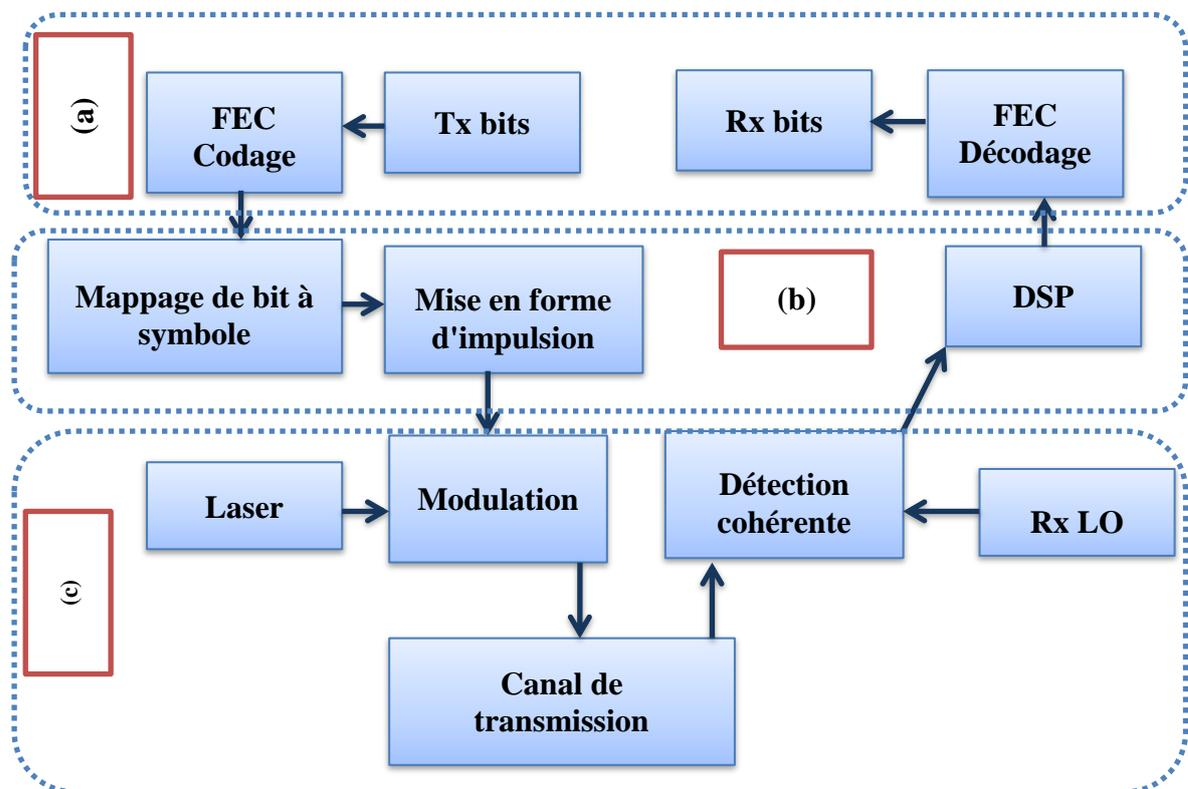 (a)
FEC
Codage
Tx bits
Rx bits
FEC
Décodage
Mappage de bit à
symbole
Mise en forme
d'impulsion
(b)
DSP
Laser
Modulation
Détection
cohérente
Rx LO
(c)
Canal de
transmission